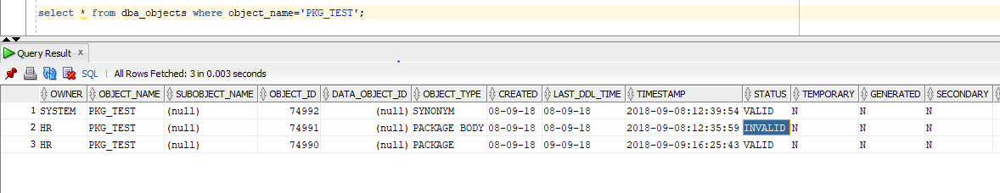 select * from dba_objects where object_name='PKG_TEST';
Query Result x
SQL | All Rows Fetched: 3 in 0.003 seconds
OWNER OBJECT_NAME SUBOBJECT_NAME OBJECT_ID DATA_OBJECT_ID OBJECT_TYPE CREATED LAST_DDL_TIME TIMESTAMP STATUS TEMPORARY GENERATED SECONDARY
1 SYSTEM PKG_TEST (null) 74992 (null) SYNONYM 08-09-18 08-09-18 2018-09-08:12:39:54 VALID N N N
2 HR PKG_TEST (null) 74991 (null) PACKAGE BODY 08-09-18 08-09-18 2018-09-08:12:35:59 INVALID N N N
3 HR PKG_TEST (null) 74990 (null) PACKAGE 08-09-18 09-09-18 2018-09-09:16:25:43 VALID N N N